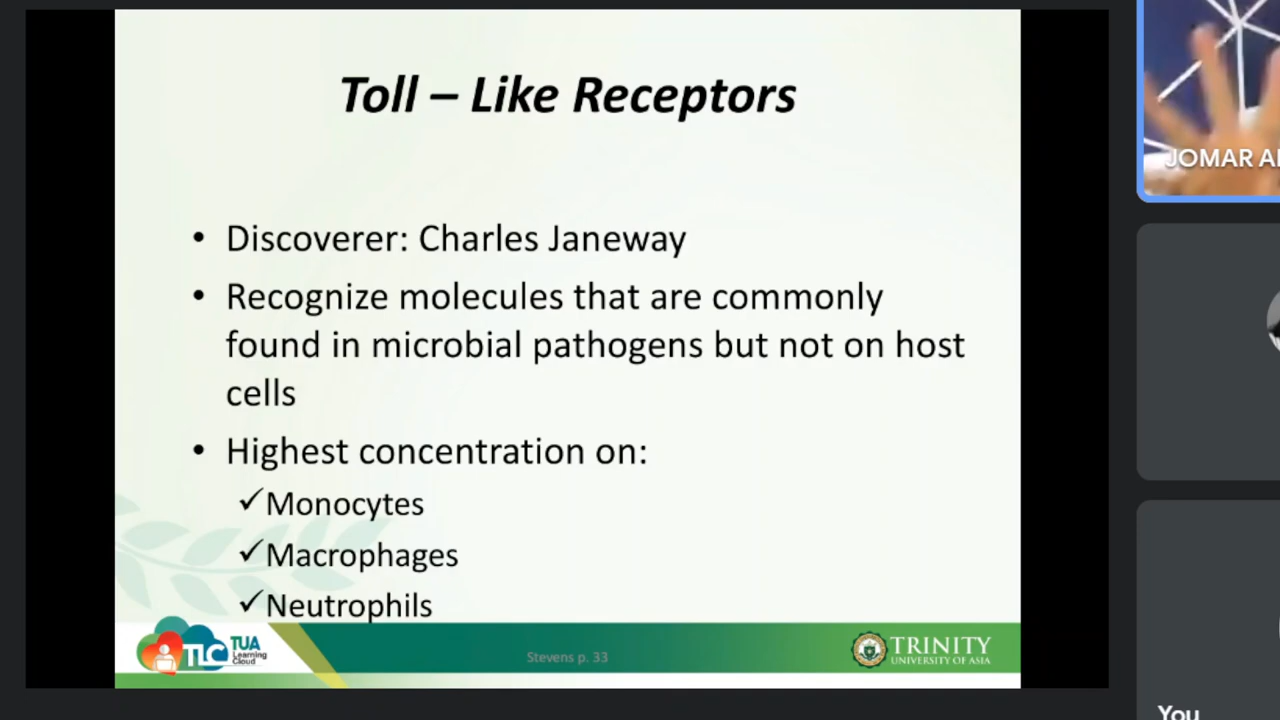 Toll – Like Receptors
• Discoverer: Charles Janeway
• Recognize molecules that are commonly
found in microbial pathogens but not on host
cells
• Highest concentration on:
✓Monocytes
✓Macrophages
✓Neutrophils
TLC TUA
Learning
Cloud
Stevens p. 33
TRINITY
UNIVERSITY OF ASIA
JOMAR
You